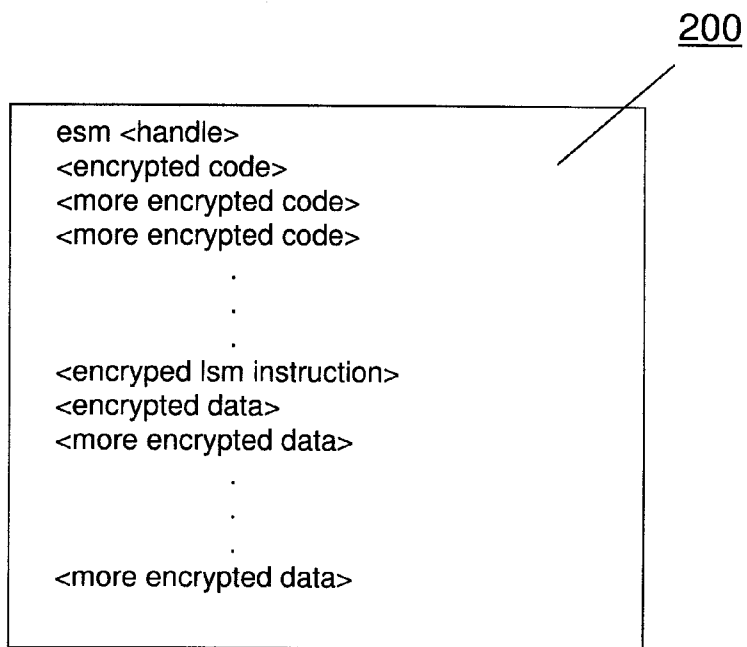 200
esm <handle>
<encrypted code>
<more encrypted code>
<more encrypted code>
.
.
.
<encryped lsm instruction>
<encrypted data>
<more encrypted data>
.
.
.
<more encrypted data>